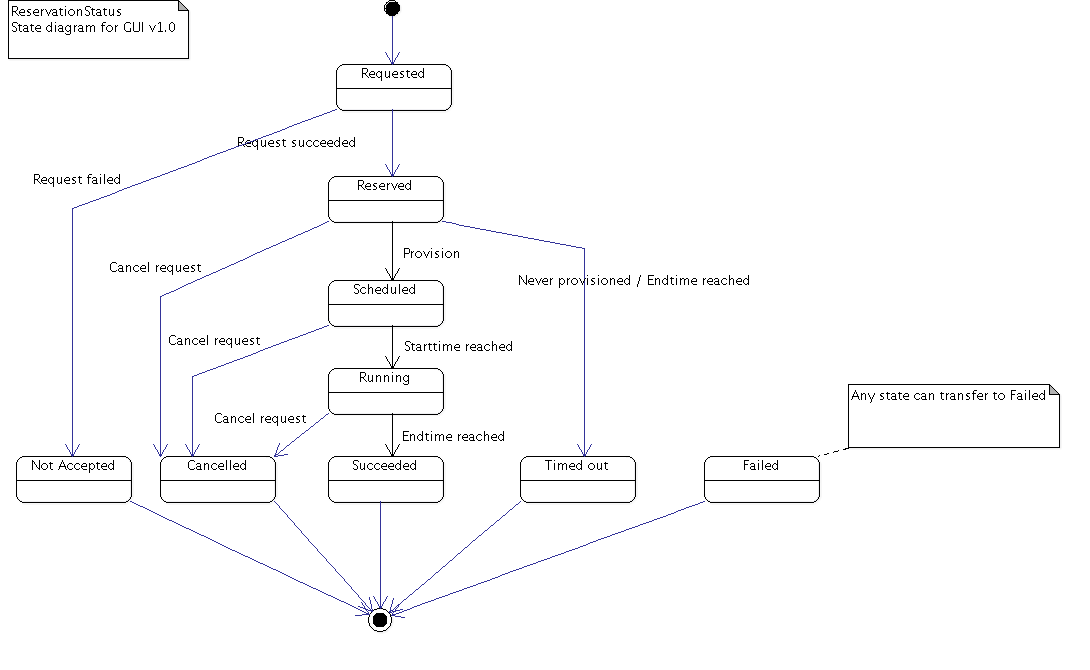 ReservationStatus
State diagram for GUI v1.0
Requested
Request succeeded
Request failed
Reserved
Provision
Cancel request
Never provisioned / Endtime reached
Scheduled
Cancel request
Starttime reached
Running
Any state can transfer to Failed
Cancel request
Endtime reached
Not Accepted
Cancelled
Succeeded
Timed out
Failed